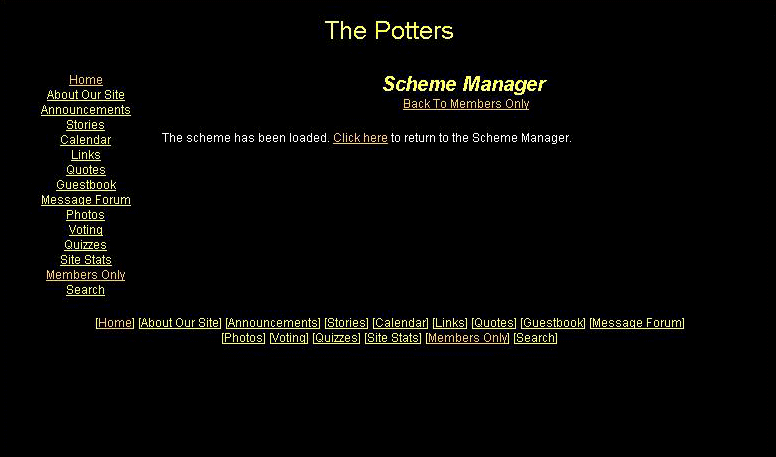 The Potters
Home
About Our Site
Announcements
Stories
Calendar
Links
Quotes
Guestbook
Message Forum
Photos
Voting
Quizzes
Site Stats
Members Only
Search
Scheme Manager
Back To Members Only
The scheme has been loaded. Click here to return to the Scheme Manager.
[Home] [About Our Site] [Announcements] [Stories] [Calendar] [Links] [Quotes] [Guestbook] [Message Forum]
[Photos] [Voting] [Quizzes] [Site Stats] [Members Only] [Search]